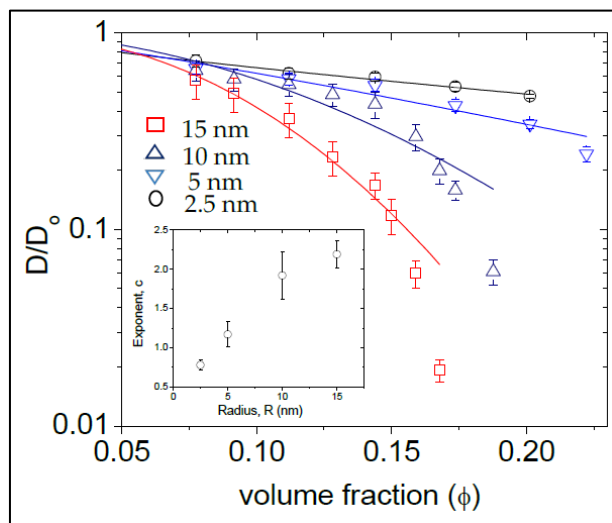 1
0.1
0.01
D/D₀
0.05 0.10 0.15 0.20
volume fraction (ϕ)
15 nm
10 nm
5 nm
2.5 nm
2.5
2.0
1.5
1.0
0.5
Exponent, c
0 5 10 15
Radius, R (nm)